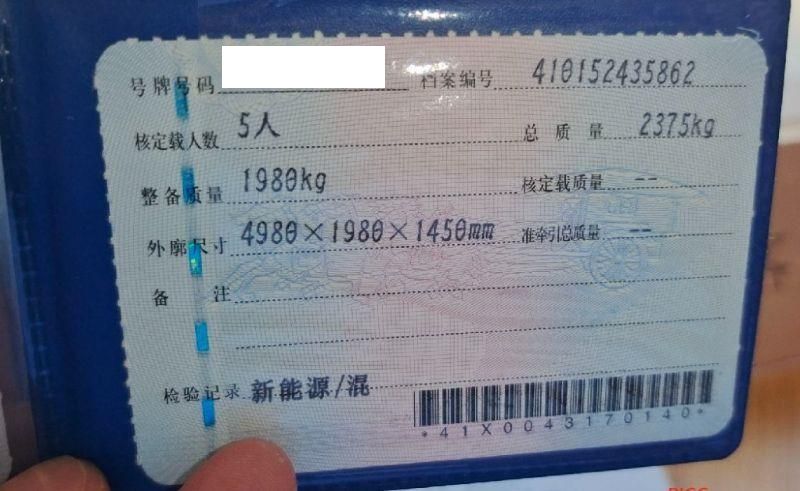 号牌号码 档案编号 410152435862
核定载人数 5人 总质量 2375kg
整备质量 1980kg 核定载质量 --
外廓尺寸 4980×1980×1450mm 准牵引总质量 --
备注
检验记录 新能源/混
*41X0043170140*
PICC